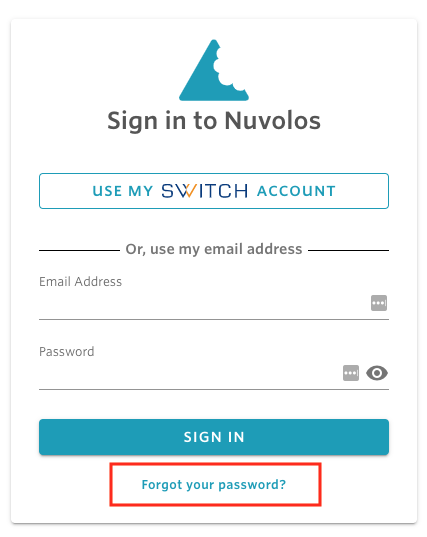 Sign in to Nuvolos
USE MY SWITCH ACCOUNT
Or, use my email address
Email Address
Password
SIGN IN
Forgot your password?